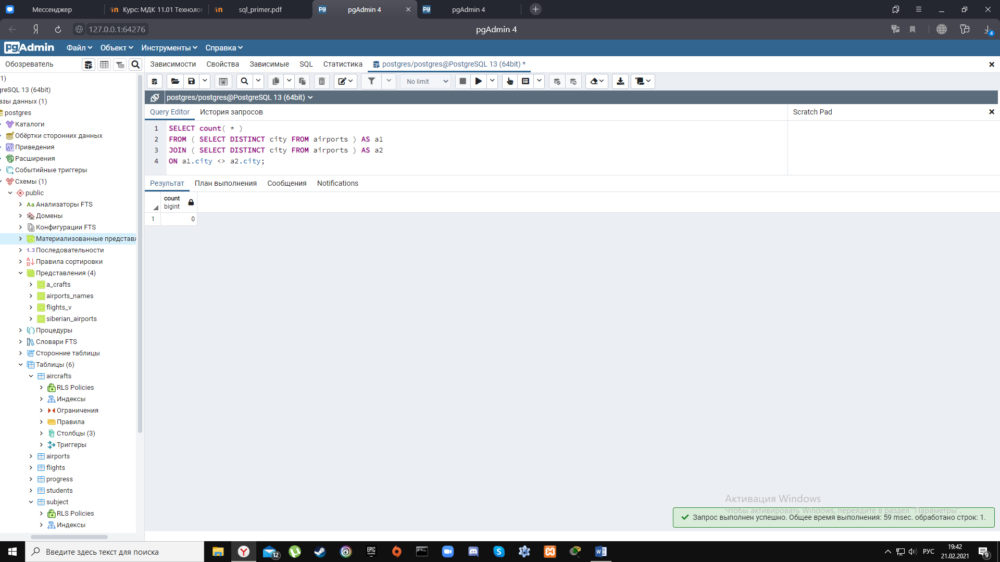 Мессенджер
Курс: МДК 11.01 Технолог
sql_primer.pdf
pgAdmin 4
pgAdmin 4
127.0.0.1:64276
pgAdmin 4
4
pgAdmin
Файл
Объект
Инструменты
Справка
Обозреватель
Зависимости
Свойства
Зависимые
SQL
Статистика
postgres/postgres@PostgreSQL 13 (64bit) *
No limit
postgres/postgres@PostgreSQL 13 (64bit)
Query Editor
История запросов
Scratch Pad
1 SELECT count( * )
2 FROM ( SELECT DISTINCT city FROM airports ) AS a1
3 JOIN ( SELECT DISTINCT city FROM airports ) AS a2
4 ON a1.city <> a2.city;
Результат
План выполнения
Сообщения
Notifications
count
bigint
1 0
1)
reSQL 13 (64bit)
азы данных (1)
postgres
Каталоги
Обёртки сторонних данных
Приведения
Расширения
Событийные триггеры
Схемы (1)
public
Aa Анализаторы FTS
Домены
Конфигурации FTS
Материализованные представл
1..3 Последовательности
Правила сортировки
Представления (4)
a_crafts
airports_names
flights_v
siberian_airports
Процедуры
Словари FTS
Сторонние таблицы
Таблицы (6)
aircrafts
RLS Policies
Индексы
Ограничения
Правила
Столбцы (3)
Триггеры
airports
flights
progress
students
subject
RLS Policies
Индексы
Активация Windows
Чтобы активировать Windows, перейдите в раздел "Параметры".
Запрос выполнен успешно. Общее время выполнения: 59 msec. обработано строк: 1.
Введите здесь текст для поиска
12
EPIC
GAMES
РУС
19:42
21.02.2021
9